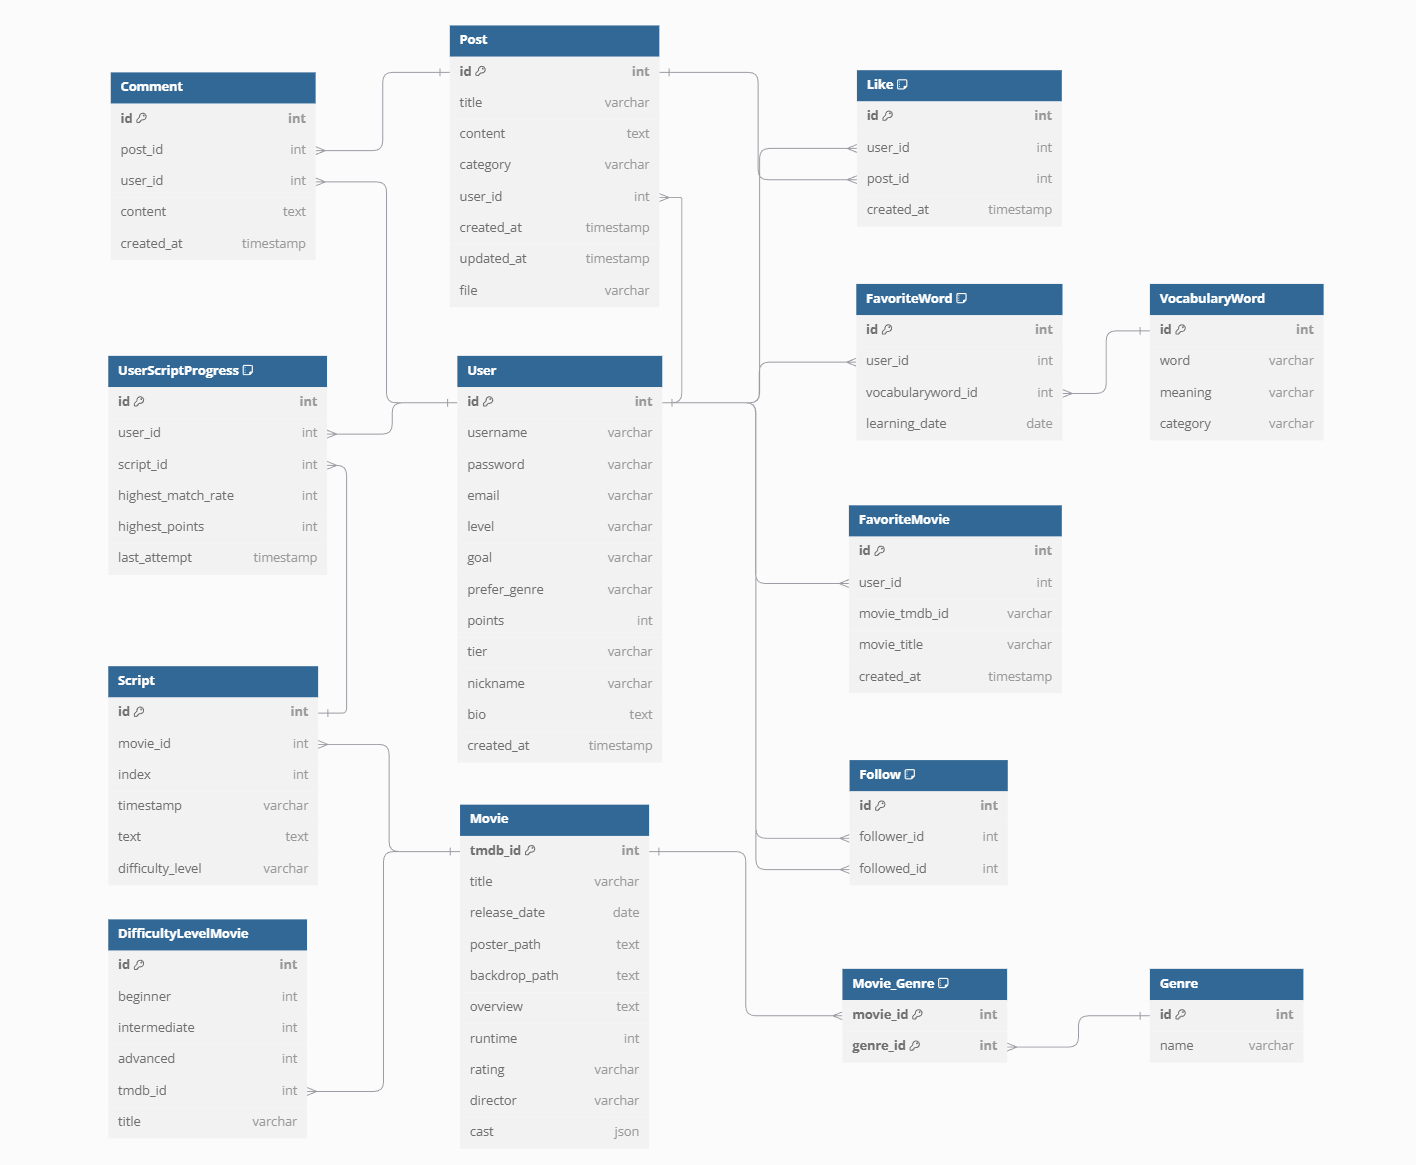 Post
id int
title varchar
content text
category varchar
user_id int
created_at timestamp
updated_at timestamp
file varchar
Comment
id int
post_id int
user_id int
content text
created_at timestamp
Like
id int
user_id int
post_id int
created_at timestamp
FavoriteWord
id int
user_id int
vocabularyword_id int
learning_date date
VocabularyWord
id int
word varchar
meaning varchar
category varchar
UserScriptProgress
id int
user_id int
script_id int
highest_match_rate int
highest_points int
last_attempt timestamp
User
id int
username varchar
password varchar
email varchar
level varchar
goal varchar
prefer_genre varchar
points int
tier varchar
nickname varchar
bio text
created_at timestamp
FavoriteMovie
id int
user_id int
movie_tmdb_id varchar
movie_title varchar
created_at timestamp
Script
id int
movie_id int
index int
timestamp varchar
text text
difficulty_level varchar
Follow
id int
follower_id int
followed_id int
Movie
tmdb_id int
title varchar
release_date date
poster_path text
backdrop_path text
overview text
runtime int
rating varchar
director varchar
cast json
DifficultyLevelMovie
id int
beginner int
intermediate int
advanced int
tmdb_id int
title varchar
Movie_Genre
movie_id int
genre_id int
Genre
id int
name varchar